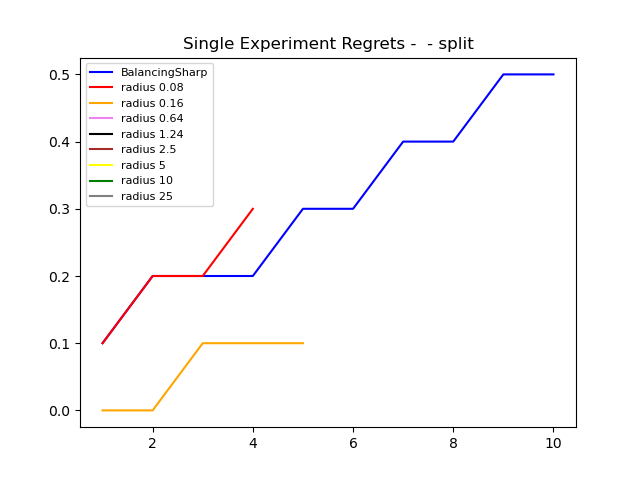 Single Experiment Regrets -  - split
BalancingSharp
radius 0.08
radius 0.16
radius 0.64
radius 1.24
radius 2.5
radius 5
radius 10
radius 25
0.5
0.4
0.3
0.2
0.1
0.0
2 4 6 8 10